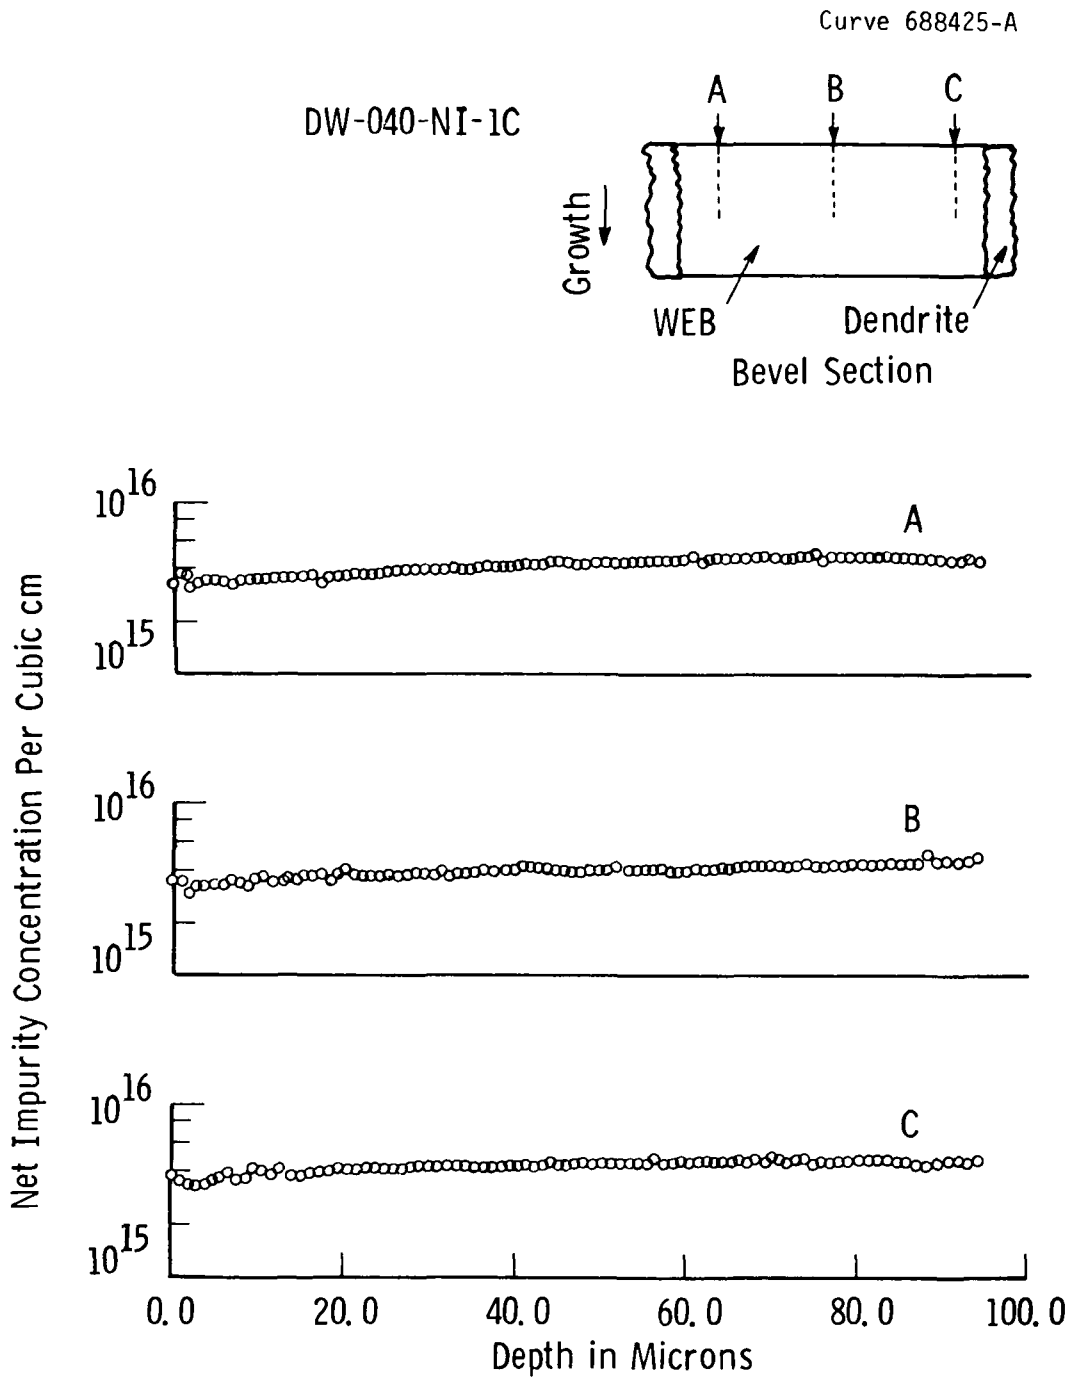 Curve 688425-A
DW-040-NI-1C
A B C
Growth
WEB
Dendrite
Bevel Section
Net Impurity Concentration Per Cubic cm
10^16
A
10^15
10^16
B
10^15
10^16
C
10^15
0.0 20.0 40.0 60.0 80.0 100.0
Depth in Microns